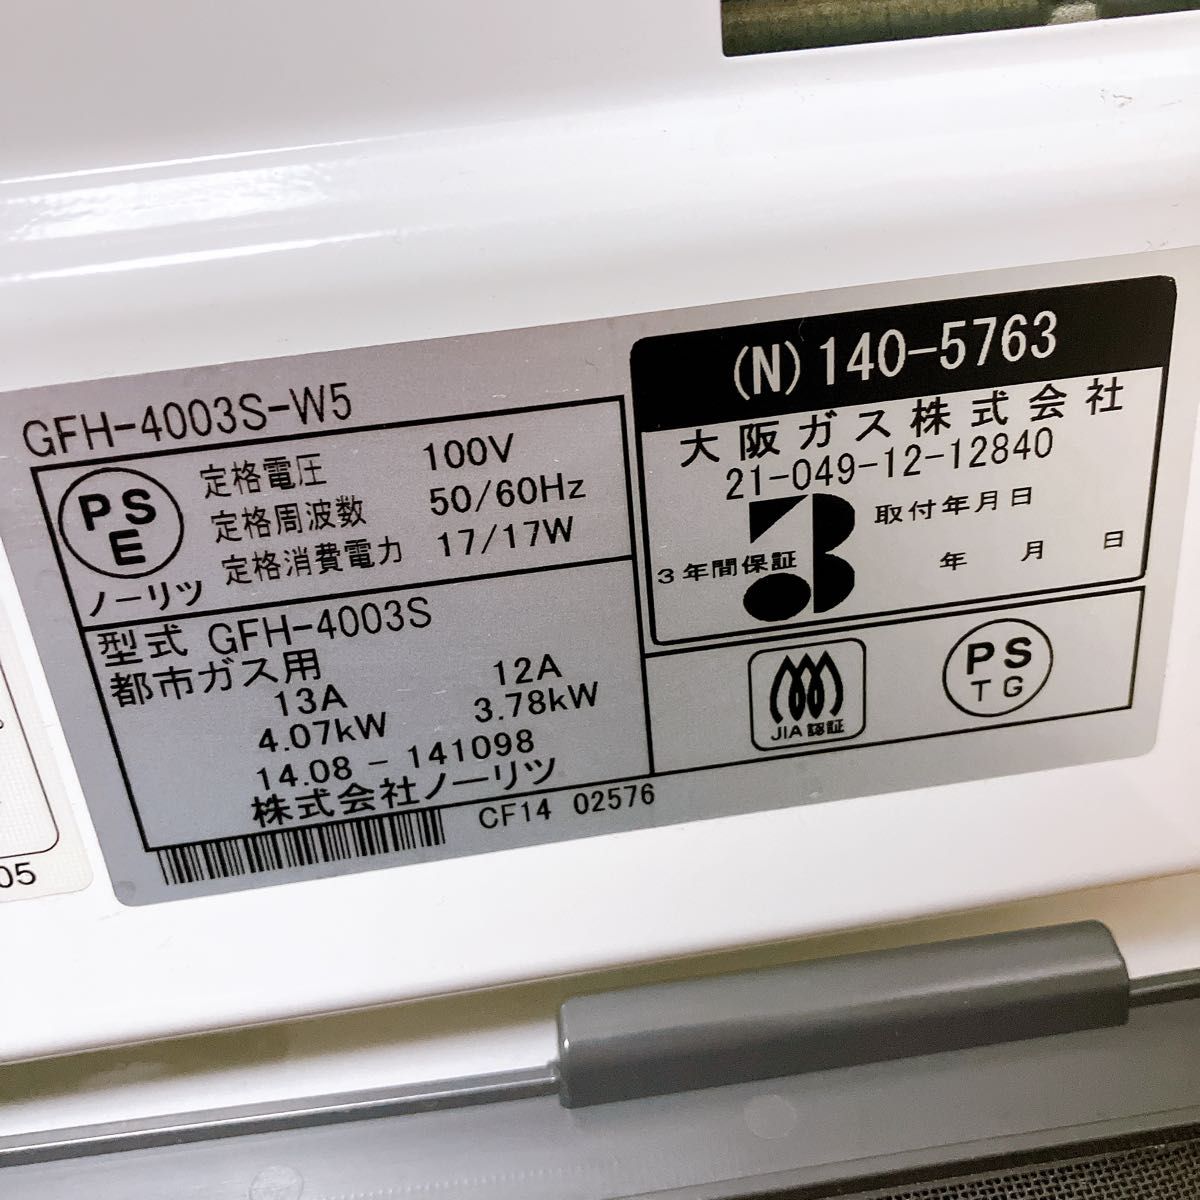 GFH-4003S-W5
PS
E
定格電圧 100V
定格周波数 50/60Hz
定格消費電力 17/17W
ノーリツ
型式 GFH-4003S
都市ガス用
13A 12A
4.07kW 3.78kW
14.08 - 141098
株式会社ノーリツ
CF14 02576
(N) 140-5763
大阪ガス株式会社
21-049-12-12840
3年間保証
3
取付年月日
年 月 日
JIA 認証
PS
TG
05